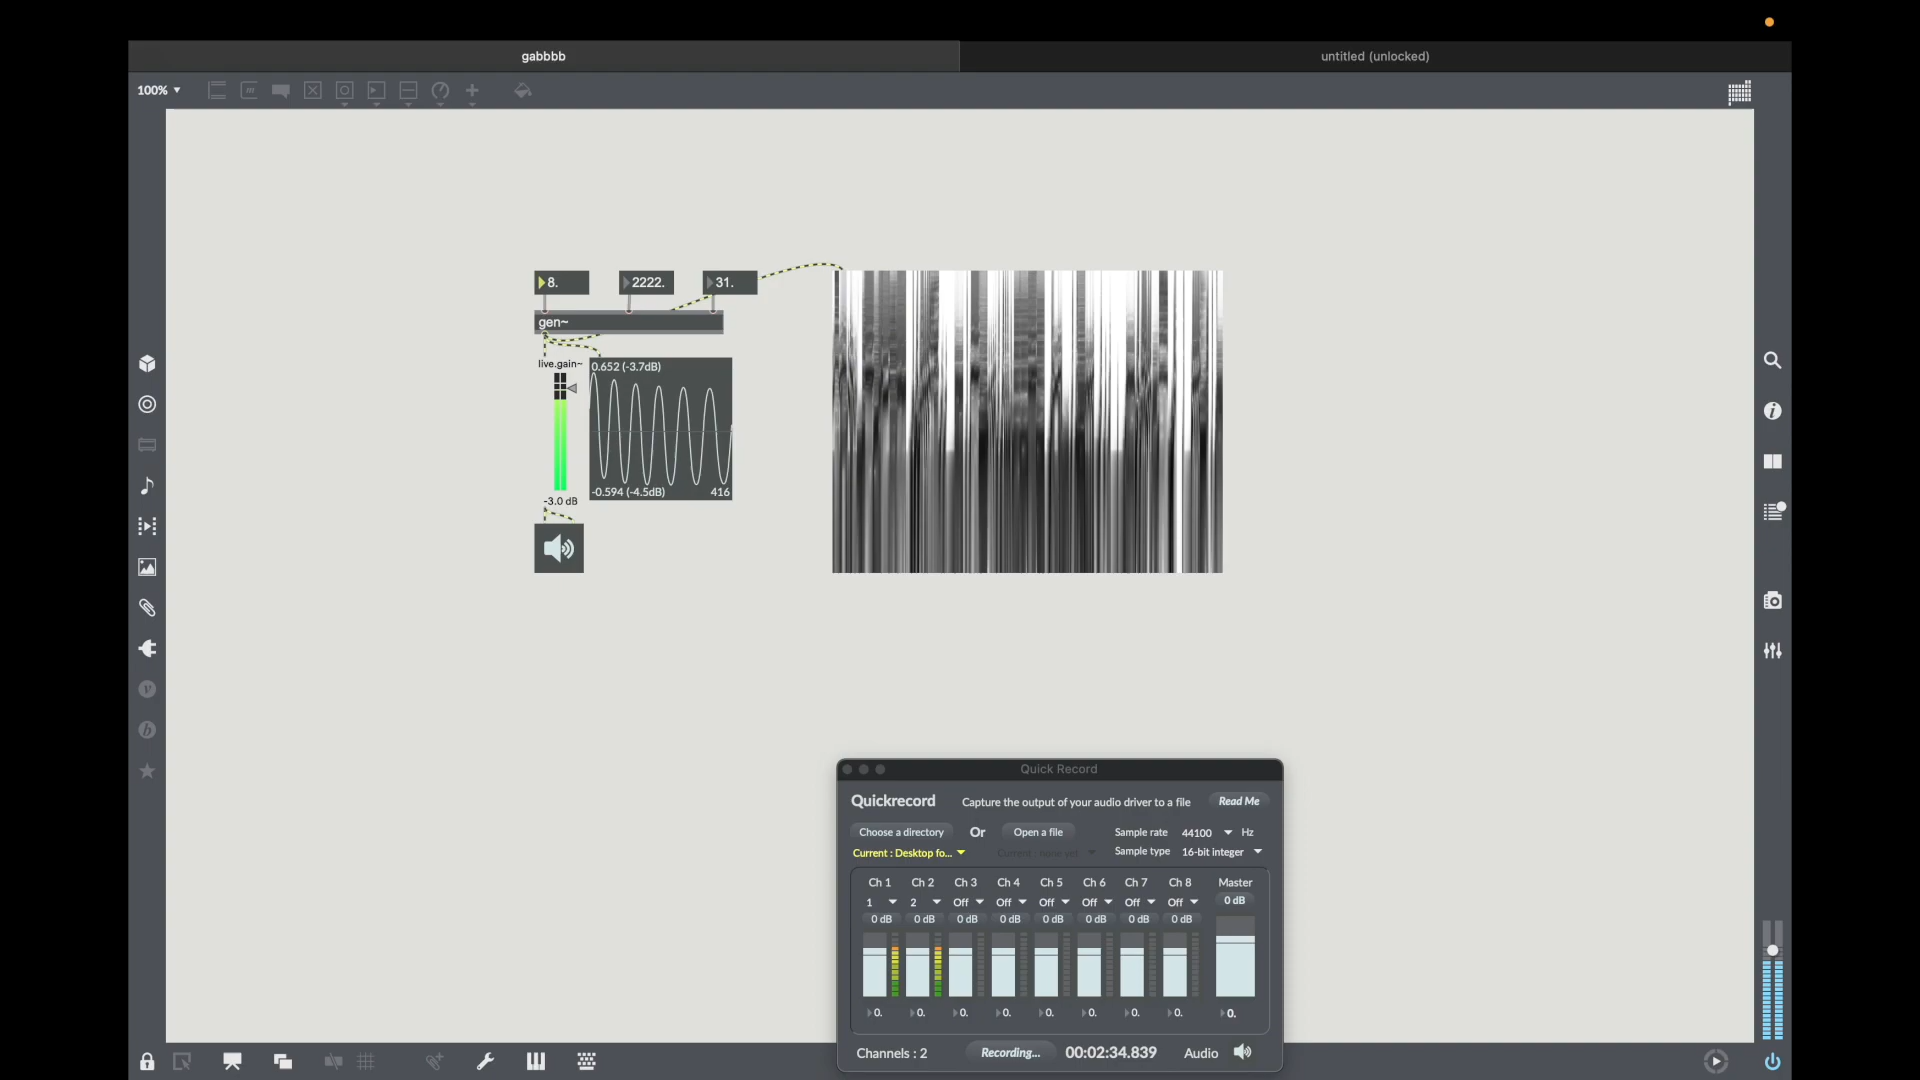 gabbbb
untitled (unlocked)
100%
8.
2222.
31.
gen~
live.gain~
0.652 (-3.7dB)
-0.594 (-4.5dB)
416
-3.0 dB
Quick Record
Quickrecord
Capture the output of your audio driver to a file
Read Me
Choose a directory
Or
Open a file
Sample rate
44100
Hz
Current : Desktop fo...
Current : none yet
Sample type
16-bit integer
Ch 1 Ch 2 Ch 3 Ch 4 Ch 5 Ch 6 Ch 7 Ch 8 Master
1 2 Off Off Off Off Off Off
0 dB
0 dB 0 dB 0 dB 0 dB 0 dB 0 dB 0 dB 0 dB
0. 0. 0. 0. 0. 0. 0. 0. 0.
Channels : 2
Recording...
00:02:34.839
Audio